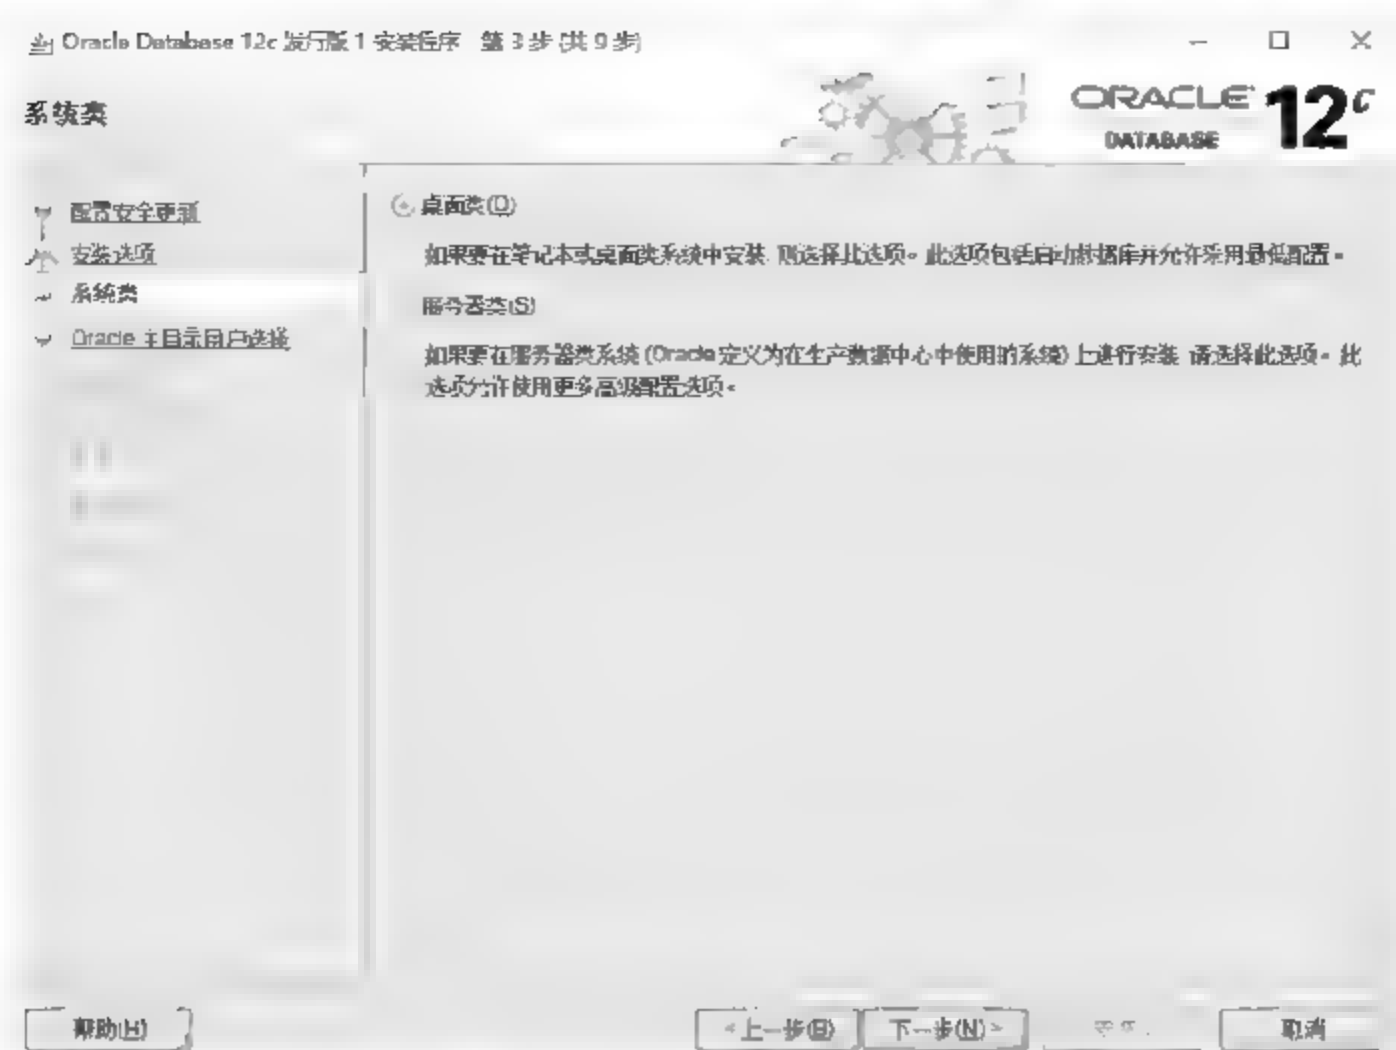 Oracle Database 12c 发行版 1 安装程序 第 3 步 (共 9 步)
系统类
ORACLE 12c
DATABASE
配置安全更新
安装选项
系统类
Oracle 主目录用户选择
桌面类(D)
如果要在笔记本或桌面类系统中安装, 则选择此选项。此选项包括启动数据库并允许采用最低配置。
服务器类(S)
如果要在服务器类系统 (Oracle 定义为在生产数据中心中使用的系统) 上进行安装, 请选择此选项。此
选项允许使用更多高级配置选项。
帮助(H)
< 上一步(B)
下一步(N) >
取消